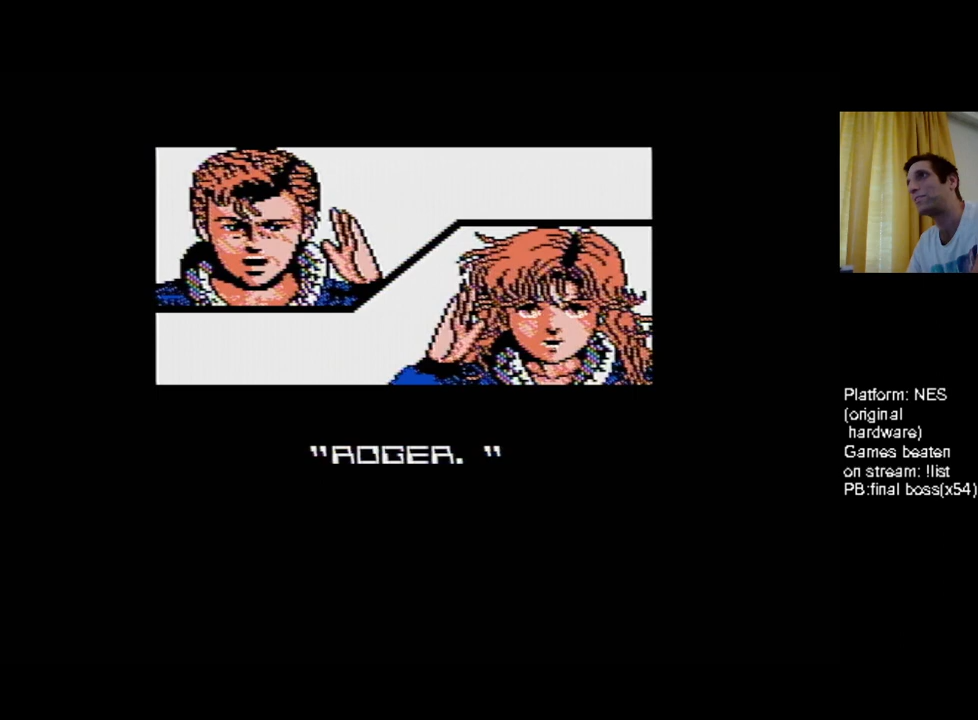 "ROGER. "
Platform: NES
(original
hardware)
Games beaten
on stream: !list
PB:final boss(x54)